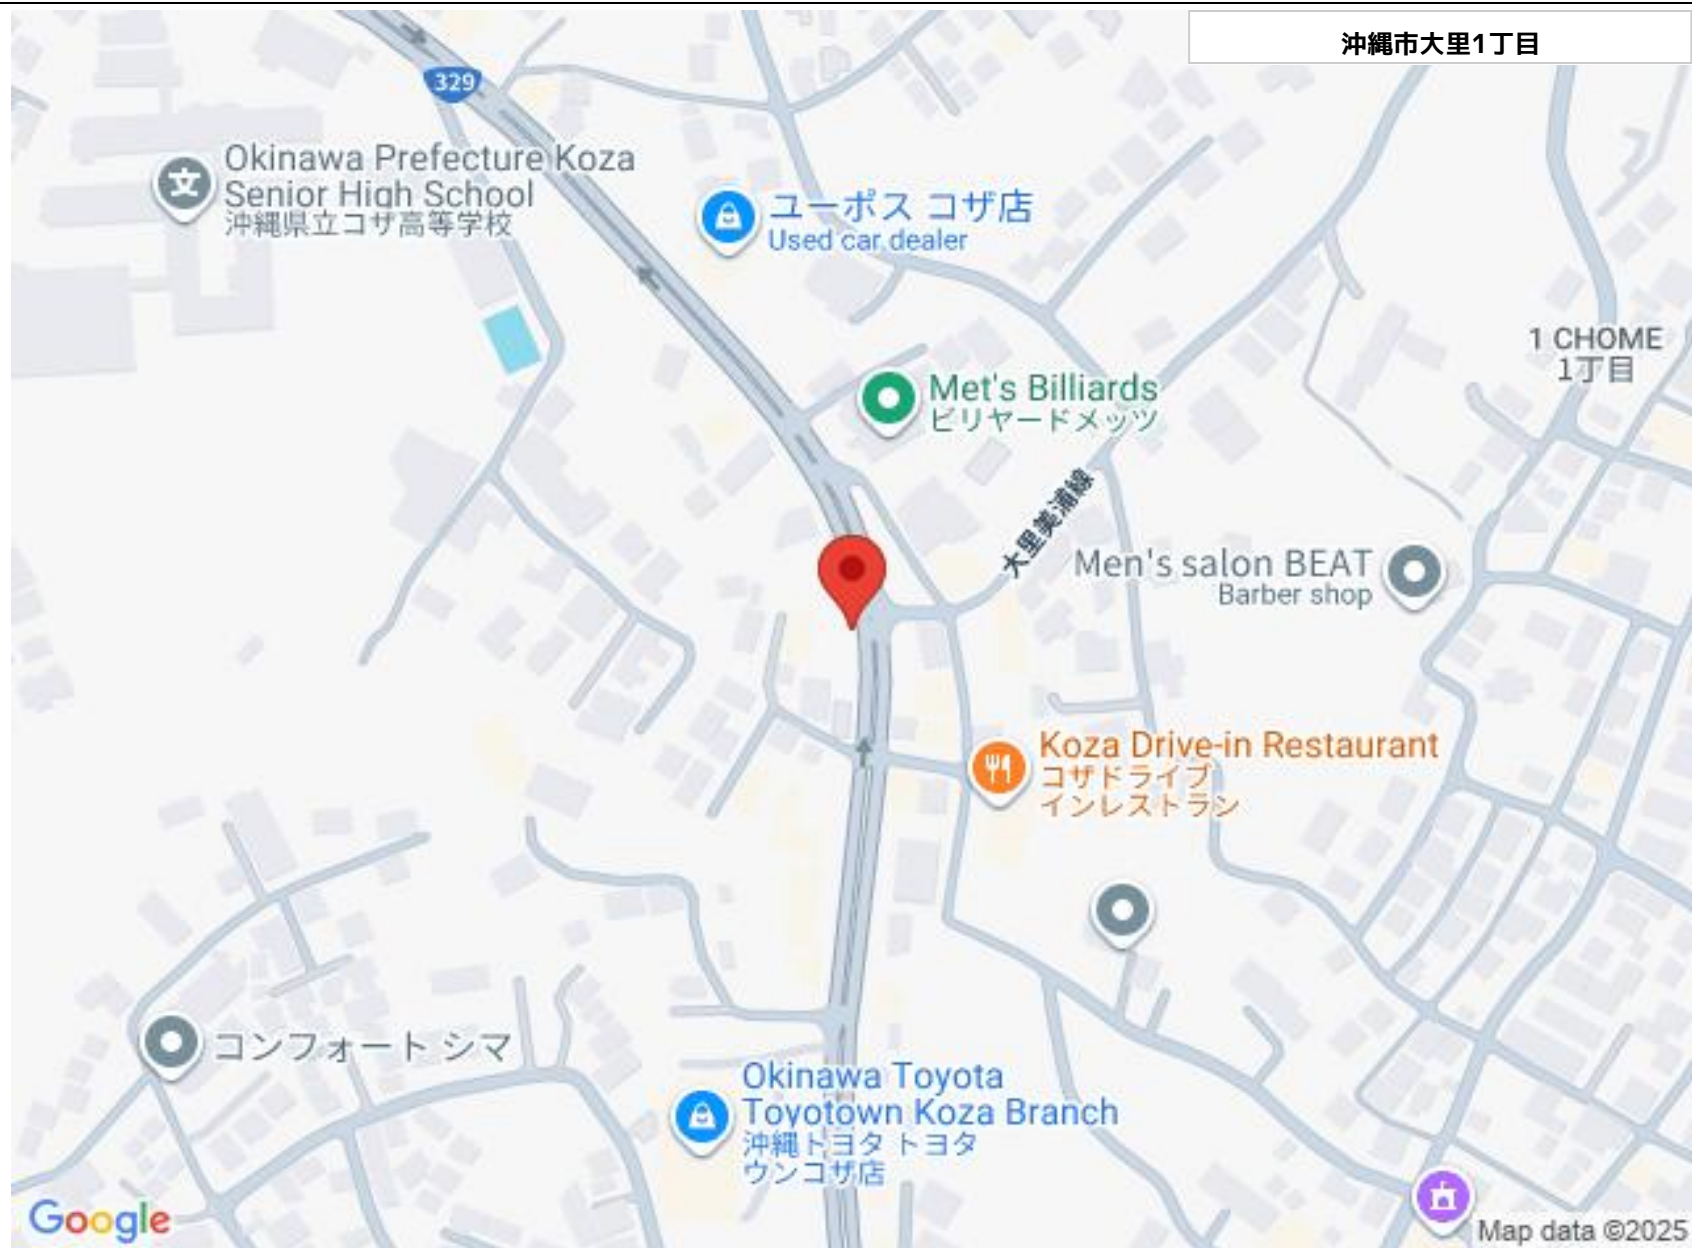 沖縄市大里1丁目
329
Okinawa Prefecture Koza
Senior High School
沖縄県立コザ高等学校
文
ユーポス コザ店
Used car dealer
1 CHOME
1丁目
Met's Billiards
ビリヤードメッツ
大里美浦線
Men's salon BEAT
Barber shop
Koza Drive-in Restaurant
コザドライブ
インレストラン
コンフォート シマ
Okinawa Toyota
Toyotown Koza Branch
沖縄トヨタ トヨタ
ウンコザ店
Google
Map data ©2025